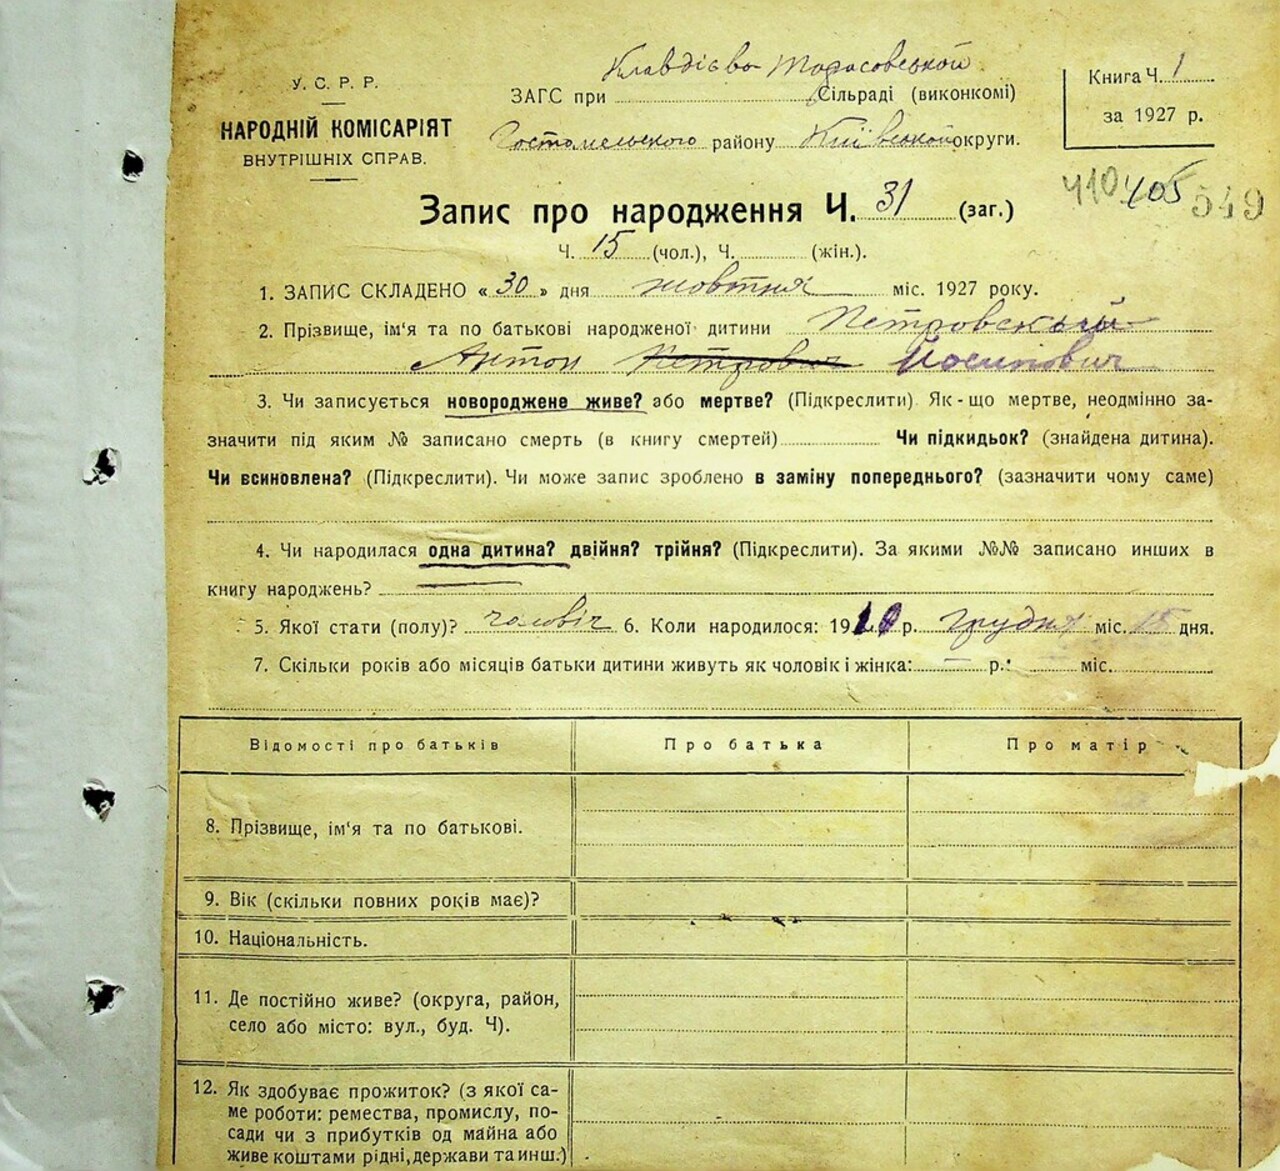 У. С. Р. Р.
НАРОДНІЙ КОМІСАРІЯТ
ВНУТРІШНІХ СПРАВ.
Клавдієво Тарасовської
ЗАГС при Сільраді (виконкомі)
Гостомельського району Київської округи.
Книга Ч. 1
за 1927 р.
410 405 549
Запис про народження Ч. 31 (заг.)
Ч. 15 (чол.), Ч. (жін.).
1. ЗАПИС СКЛАДЕНО « 30 » дня жовтня міс. 1927 року.
2. Прізвище, ім'я та по батькові народженої дитини Петровський
Антон Петрович Йосипович
3. Чи записується новороджене живе? або мертве? (Підкреслити). Як-що мертве, неодмінно за-
значити під яким № записано смерть (в книгу смертей) Чи підкидьок? (знайдена дитина).
Чи всиновлена? (Підкреслити). Чи може запис зроблено в заміну попереднього? (зазначити чому саме)
4. Чи народилася одна дитина? двійня? трійня? (Підкреслити). За якими №№ записано инших в
книгу народжень?
5. Якої стати (полу)? чоловіч 6. Коли народилося: 19 р. грудня міс. 15 дня.
7. Скільки років або місяців батьки дитини живуть як чоловік і жінка: — р. міс.
Відомості про батьків Про батька Про матір
8. Прізвище, ім'я та по батькові.
9. Вік (скільки повних років має)?
10. Національність.
11. Де постійно живе? (округа, район,
село або місто: вул., буд. Ч).
12. Як здобуває прожиток? (з якої са-
ме роботи: ремества, промислу, по-
сади чи з прибутків од майна або
живе коштами рідні, держави та инш.)